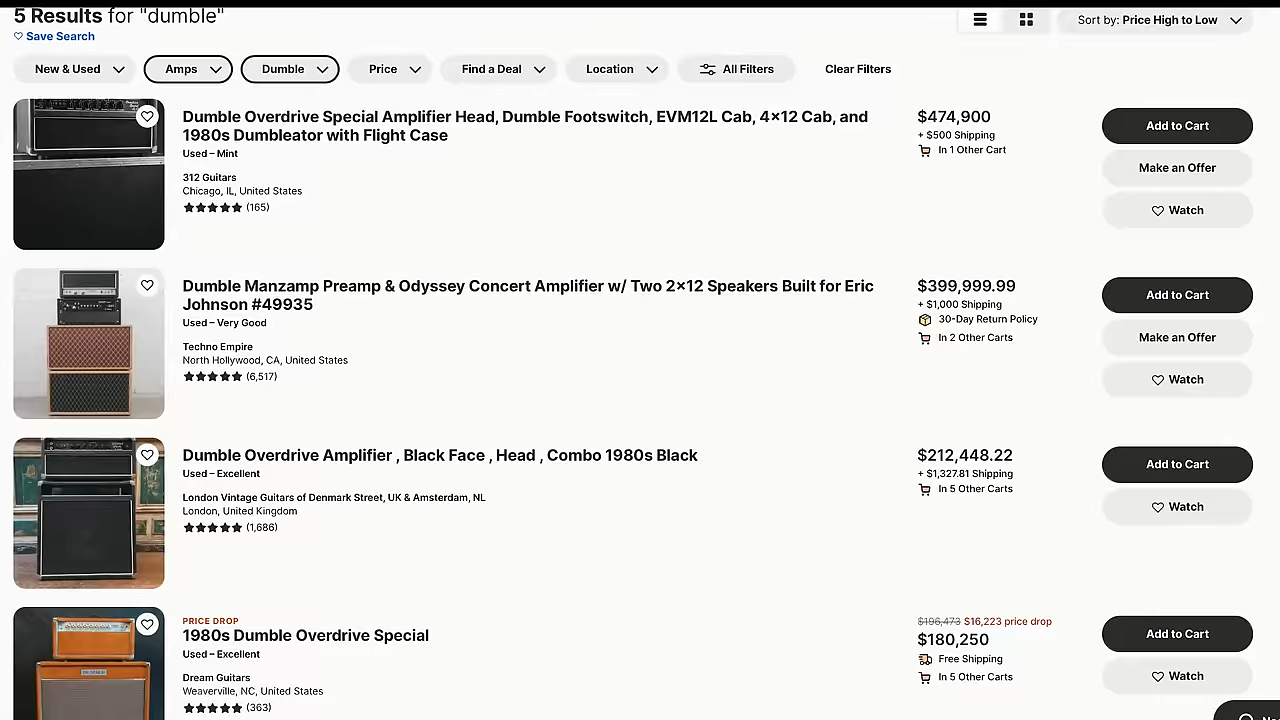 5 Results for "dumble"
Save Search
Sort by: Price High to Low
New & Used
Amps
Dumble
Price
Find a Deal
Location
All Filters
Clear Filters
Dumble Overdrive Special Amplifier Head, Dumble Footswitch, EVM12L Cab, 4×12 Cab, and
1980s Dumbleator with Flight Case
Used – Mint
312 Guitars
Chicago, IL, United States
(165)
$474,900
+ $500 Shipping
In 1 Other Cart
Add to Cart
Make an Offer
Watch
Dumble Manzamp Preamp & Odyssey Concert Amplifier w/ Two 2×12 Speakers Built for Eric
Johnson #49935
Used – Very Good
Techno Empire
North Hollywood, CA, United States
(6,517)
$399,999.99
+ $1,000 Shipping
30-Day Return Policy
In 2 Other Carts
Add to Cart
Make an Offer
Watch
Dumble Overdrive Amplifier , Black Face , Head , Combo 1980s Black
Used – Excellent
London Vintage Guitars of Denmark Street, UK & Amsterdam, NL
London, United Kingdom
(1,686)
$212,448.22
+ $1,327.81 Shipping
In 5 Other Carts
Add to Cart
Watch
PRICE DROP
1980s Dumble Overdrive Special
Used – Excellent
Dream Guitars
Weaverville, NC, United States
(363)
$196,473 $16,223 price drop
$180,250
Free Shipping
In 5 Other Carts
Add to Cart
Watch